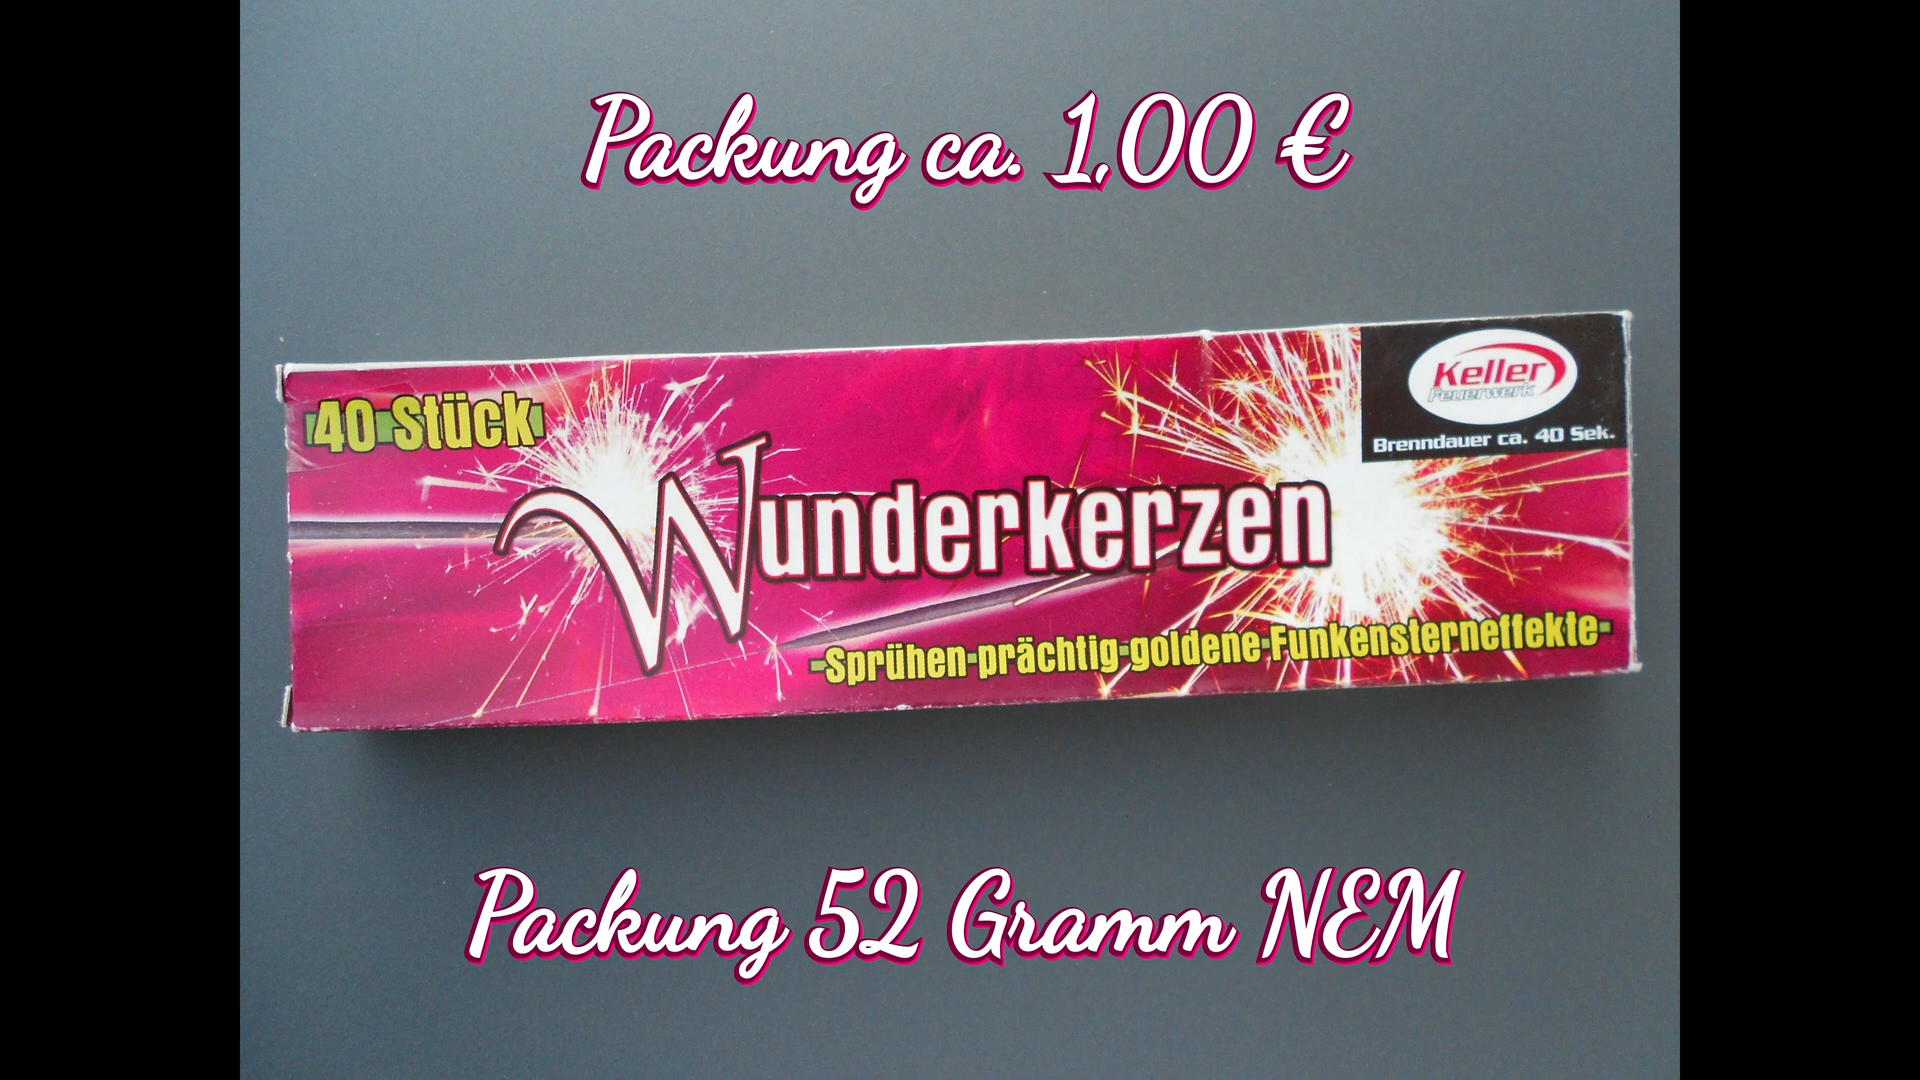 Packung ca. 1,00 €
40 Stück
Keller
Feuerwerk
Brenndauer ca. 40 Sek.
Wunderkerzen
-Sprühen-prächtig-goldene-Funkensterneffekte-
Packung 52 Gramm NEM